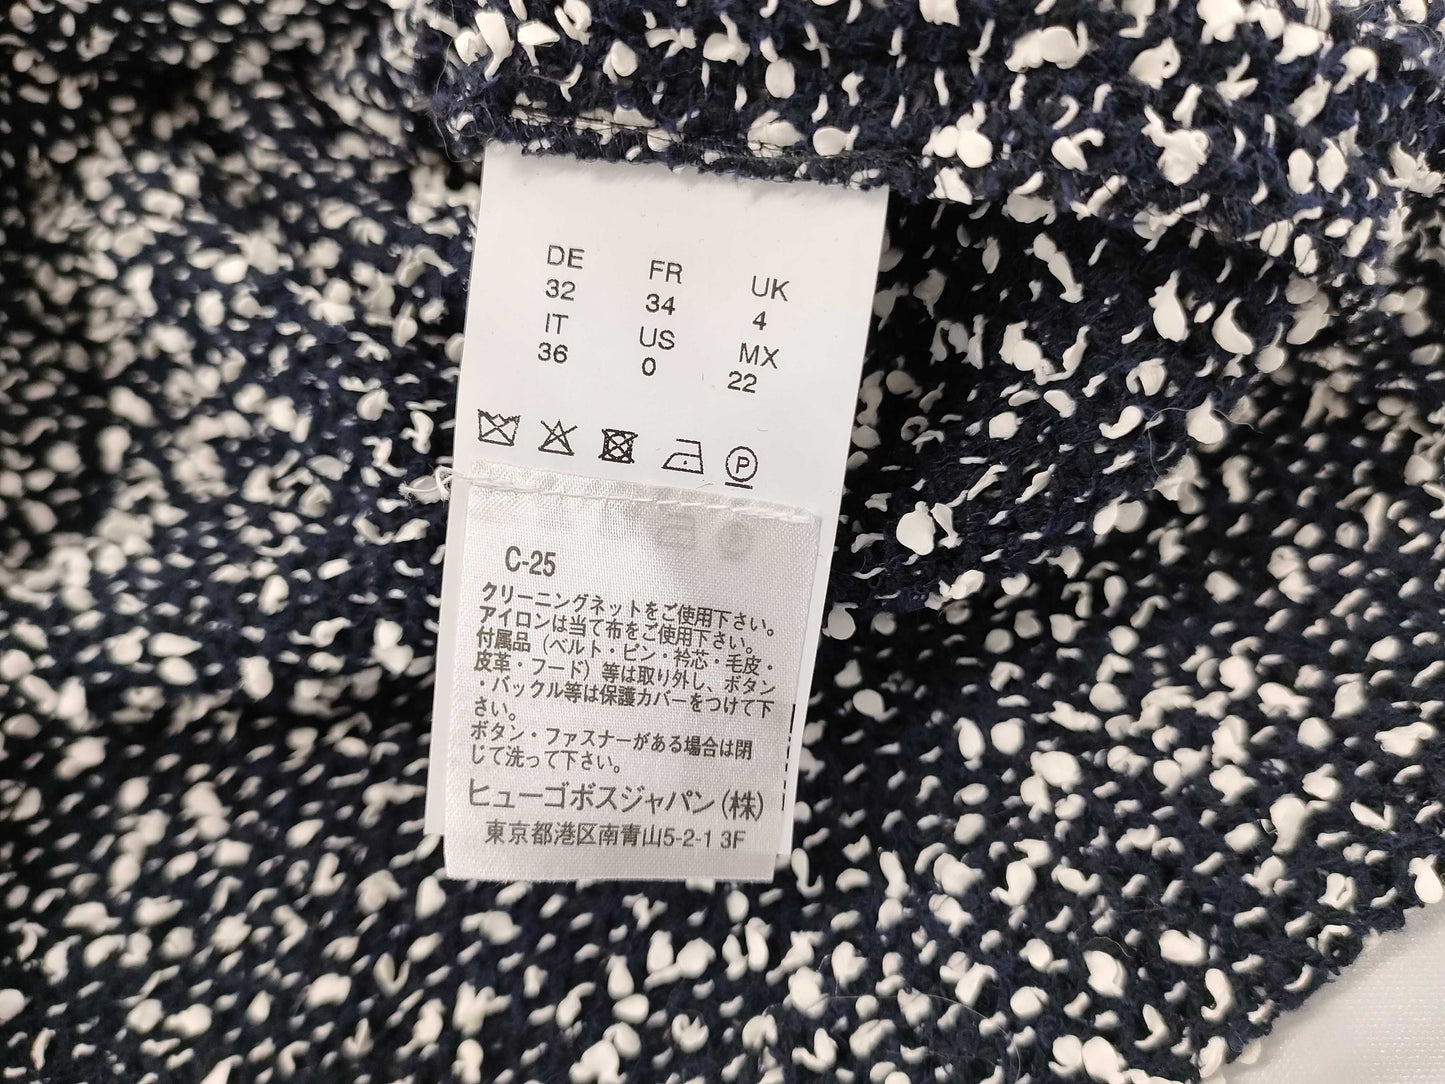 DE FR UK
32 34 4
IT US MX
36 0 22
P
C-25
クリーニングネットをご使用下さい。
アイロンは当て布をご使用下さい。
付属品（ベルト・ピン・衿芯・毛皮・
皮革・フード）等は取り外し、ボタン
・バックル等は保護カバーをつけて下
さい。
ボタン・ファスナーがある場合は閉
じて洗って下さい。
ヒューゴボスジャパン（株）
東京都港区南青山5-2-1 3F